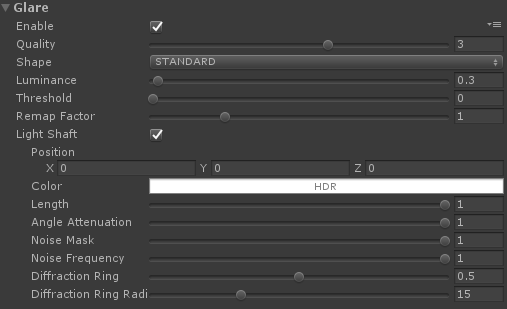 Glare
Enable
Quality 3
Shape STANDARD
Luminance 0.3
Threshold 0
Remap Factor 1
Light Shaft
Position
X 0 Y 0 Z 0
Color HDR
Length 1
Angle Attenuation 1
Noise Mask 1
Noise Frequency 1
Diffraction Ring 0.5
Diffraction Ring Radi 15